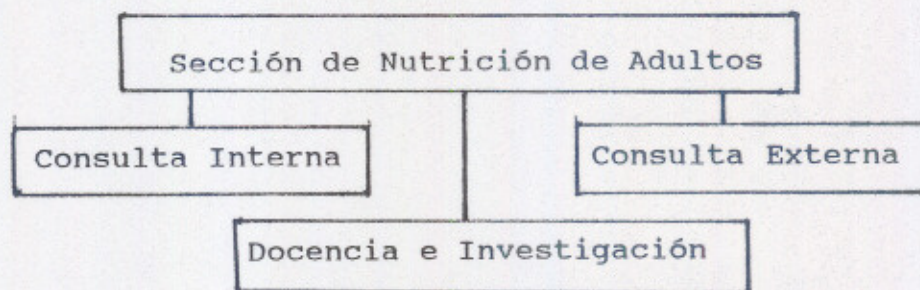 Sección de Nutrición de Adultos
Consulta Interna
Consulta Externa
Docencia e Investigación